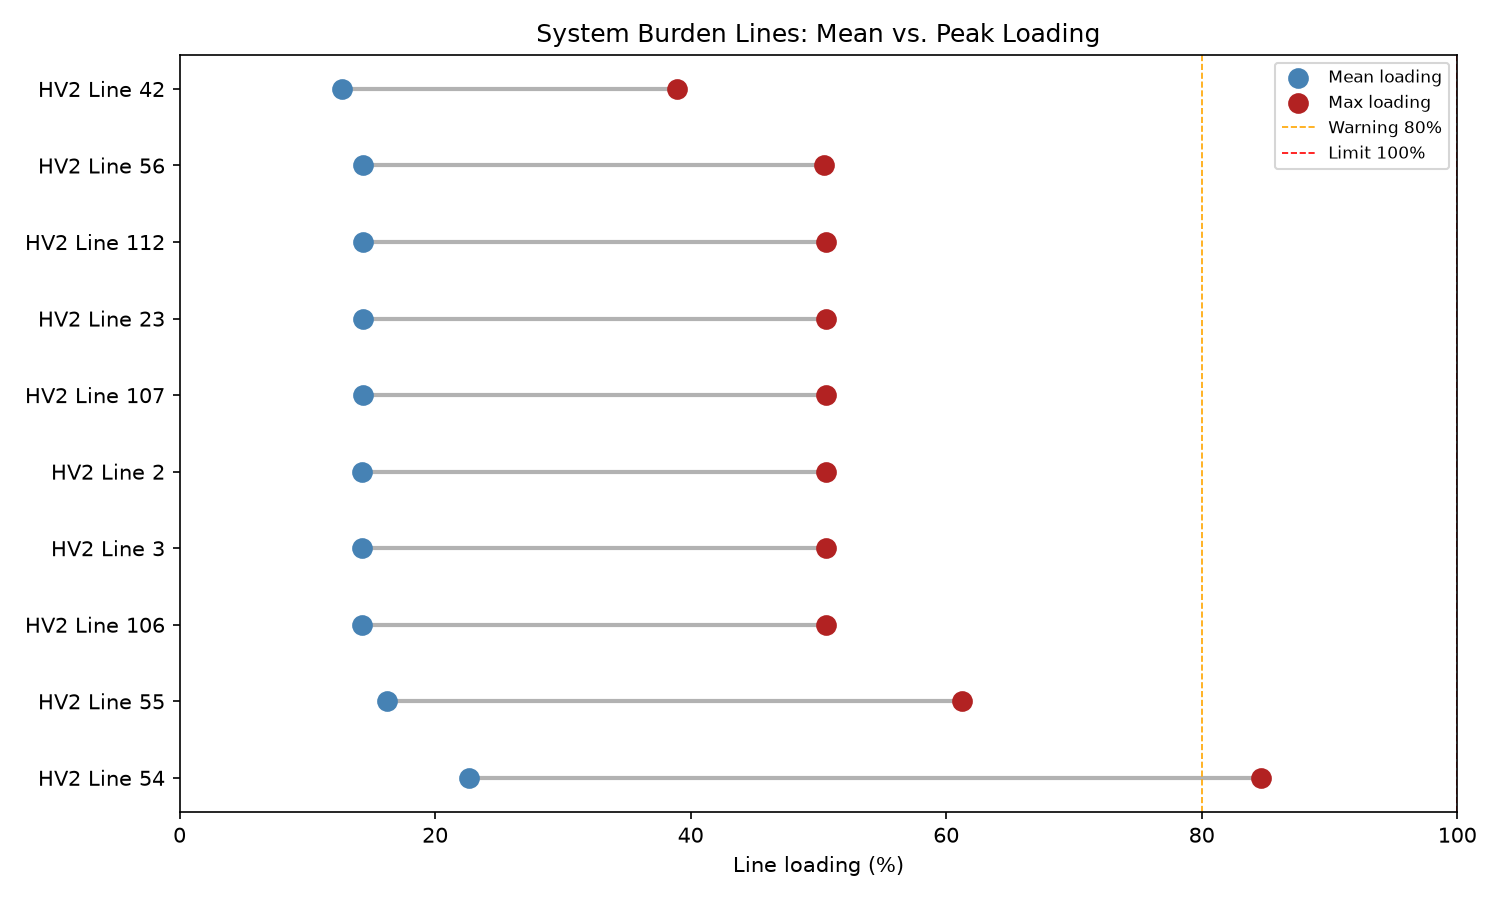 System Burden Lines: Mean vs. Peak Loading
Mean loading
Max loading
Warning 80%
Limit 100%
HV2 Line 42
HV2 Line 56
HV2 Line 112
HV2 Line 23
HV2 Line 107
HV2 Line 2
HV2 Line 3
HV2 Line 106
HV2 Line 55
HV2 Line 54
0 20 40 60 80 100
Line loading (%)